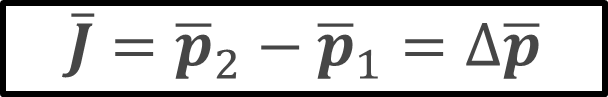 J̅ = p̅₂ − p̅₁ = Δp̅